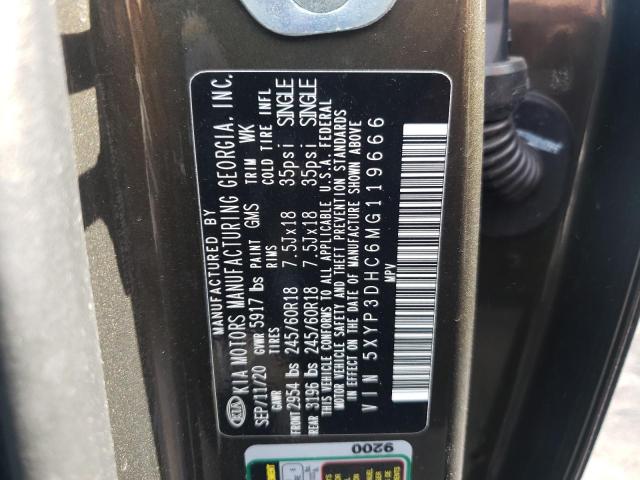 MANUFACTURED BY
KIA KIA MOTORS MANUFACTURING GEORGIA, INC.
SEP/11/20 GVWR 5917 lbs PAINT GMS TRIM WK
GAWR TIRES RIMS COLD TIRE INFL
FRONT 2954 lbs 245/60R18 7.5Jx18 35psi SINGLE
REAR 3196 lbs 245/60R18 7.5Jx18 35psi SINGLE
THIS VEHICLE CONFORMS TO ALL APPLICABLE U.S.A. FEDERAL
MOTOR VEHICLE SAFETY AND THEFT PREVENTION STANDARDS
IN EFFECT ON THE DATE OF MANUFACTURE SHOWN ABOVE
VIN 5XYP3DHC6MG119666
MPV
9200